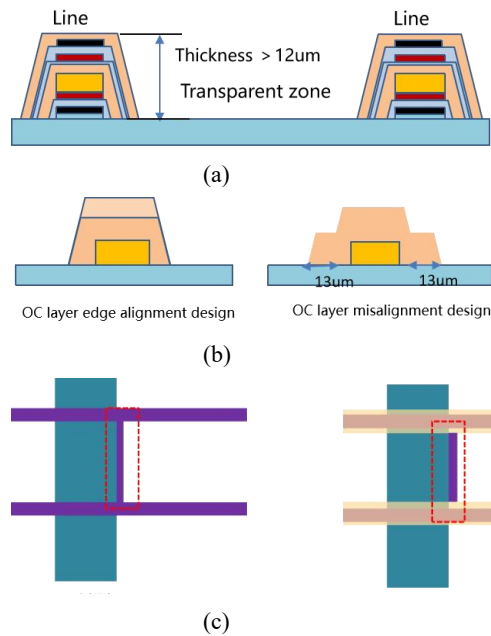 Line
Line
Thickness > 12um
Transparent zone
(a)
13um
13um
OC layer edge alignment design
OC layer misalignment design
(b)
(c)